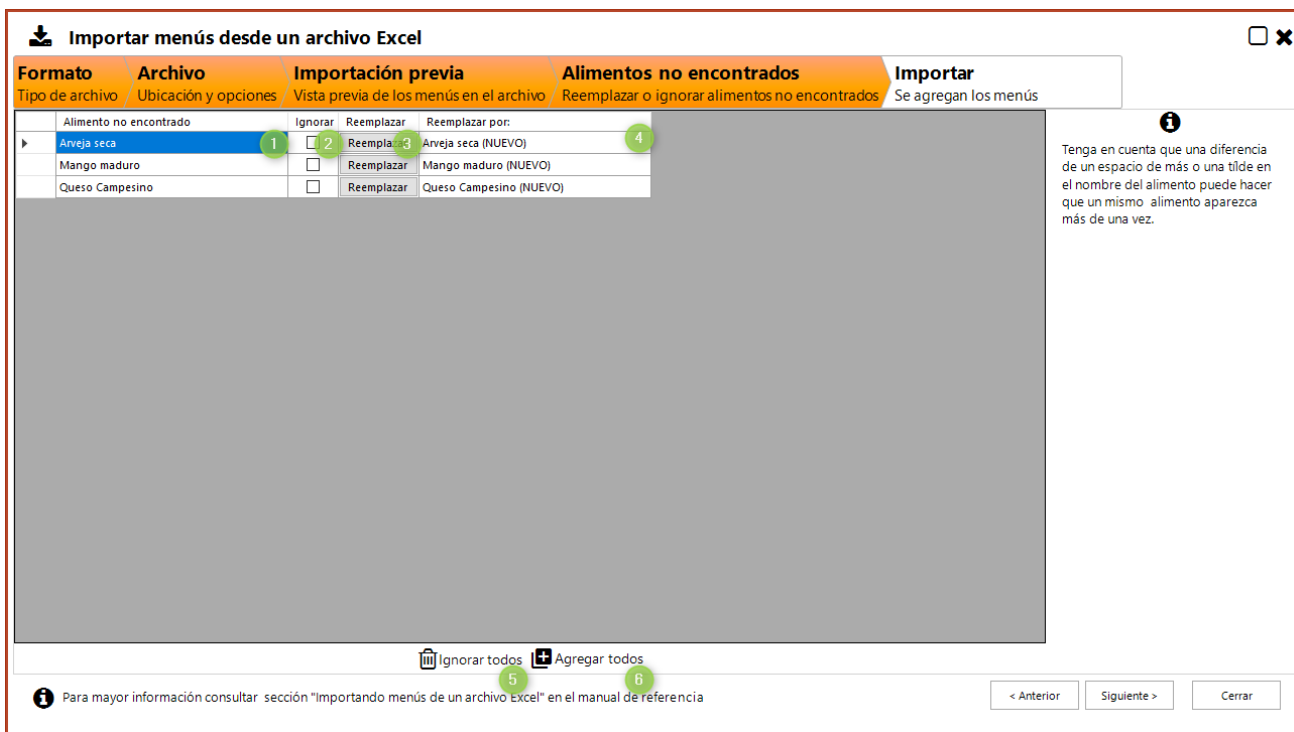 Importar menús desde un archivo Excel
Formato Archivo Importación previa Alimentos no encontrados Importar
Tipo de archivo Ubicación y opciones Vista previa de los menús en el archivo Reemplazar o ignorar alimentos no encontrados Se agregan los menús
Alimento no encontrado Ignorar Reemplazar Reemplazar por:
Arveja seca 1 2 Reemplazar 3 Arveja seca (NUEVO) 4
Mango maduro Reemplazar Mango maduro (NUEVO)
Queso Campesino Reemplazar Queso Campesino (NUEVO)
Tenga en cuenta que una diferencia
de un espacio de más o una tílde en
el nombre del alimento puede hacer
que un mismo alimento aparezca
más de una vez.
Ignorar todos Agregar todos
5 6
Para mayor información consultar sección "Importando menús de un archivo Excel" en el manual de referencia
< Anterior Siguiente > Cerrar